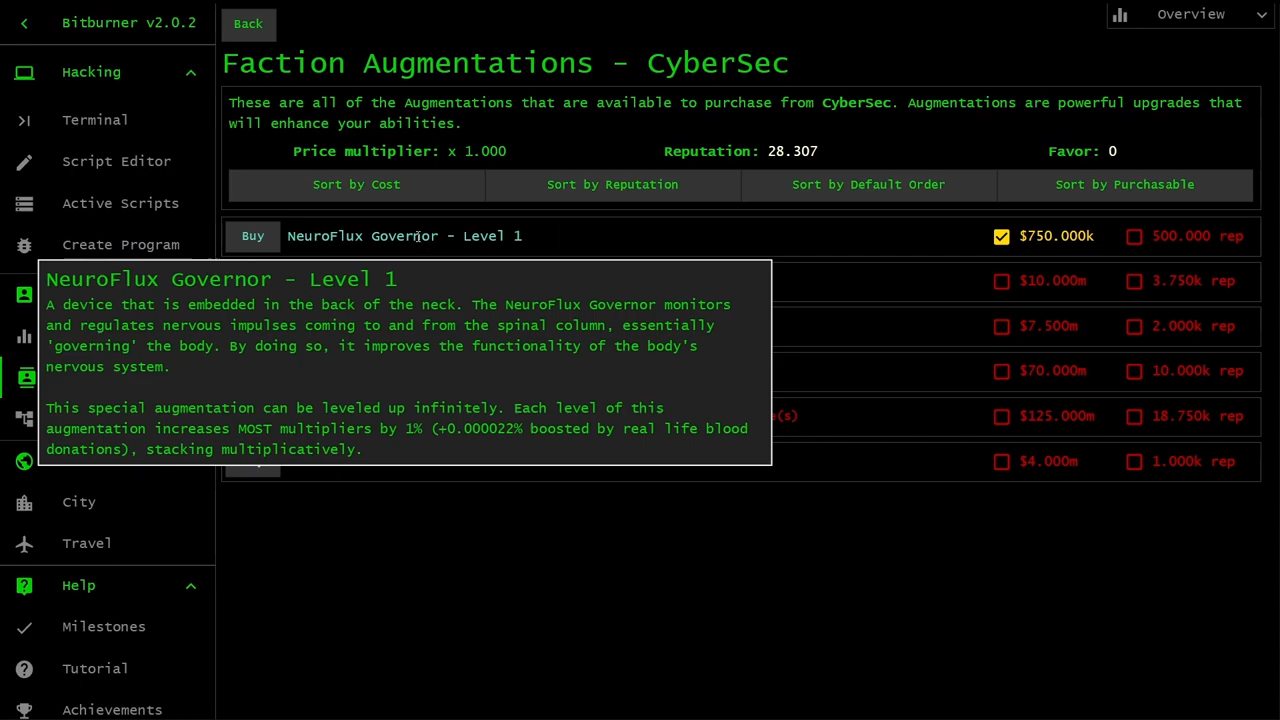 Bitburner v2.0.2
Back
Overview
Faction Augmentations - CyberSec
Hacking
These are all of the Augmentations that are available to purchase from CyberSec. Augmentations are powerful upgrades that
will enhance your abilities.
Terminal
Price multiplier: x 1.000 Reputation: 28.307 Favor: 0
Script Editor
Sort by Cost Sort by Reputation Sort by Default Order Sort by Purchasable
Active Scripts
Buy NeuroFlux Governor - Level 1 $750.000k 500.000 rep
Create Program
NeuroFlux Governor - Level 1
A device that is embedded in the back of the neck. The NeuroFlux Governor monitors
and regulates nervous impulses coming to and from the spinal column, essentially
'governing' the body. By doing so, it improves the functionality of the body's
nervous system.
This special augmentation can be leveled up infinitely. Each level of this
augmentation increases MOST multipliers by 1% (+0.000022% boosted by real life blood
donations), stacking multiplicatively.
$10.000m 3.750k rep
$7.500m 2.000k rep
$70.000m 10.000k rep
(s) $125.000m 18.750k rep
$4.000m 1.000k rep
City
Travel
Help
Milestones
Tutorial
Achievements